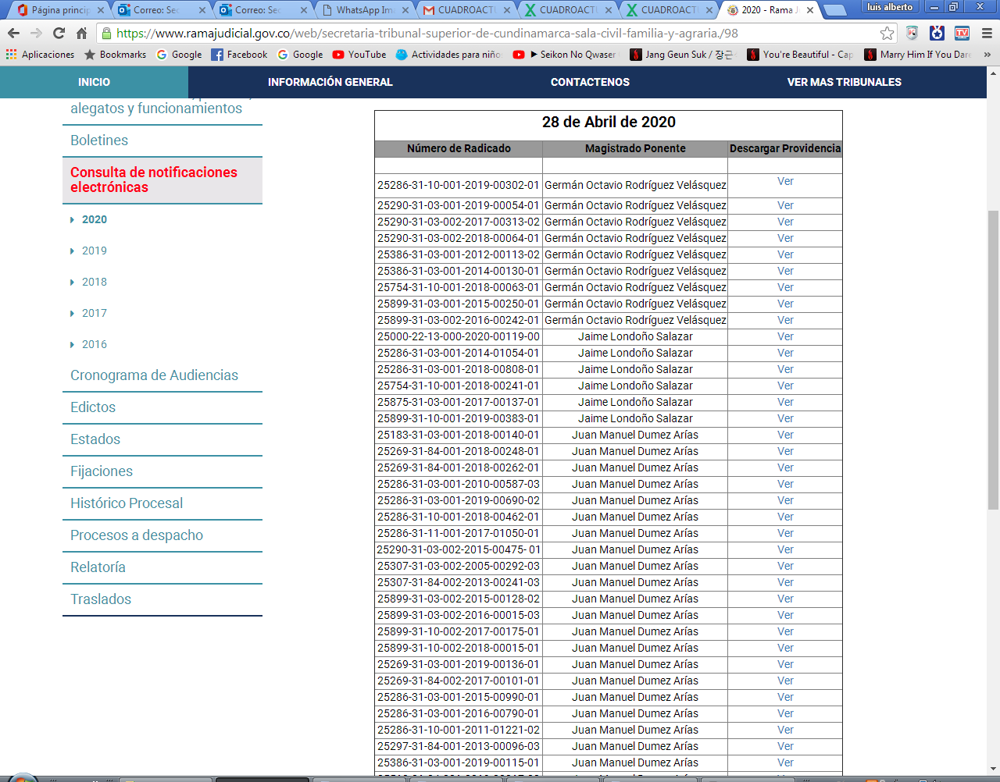 Página princip
Correo: Sec
Correo: Sec
WhatsApp Ima
CUADROACTU
CUADROACTU
CUADROACTU
2020 - Rama J
luis alberto
https://www.ramajudicial.gov.co/web/secretaria-tribunal-superior-de-cundinamarca-sala-civil-familia-y-agraria./98
Aplicaciones
Bookmarks
Google
Facebook
Google
YouTube
Actividades para niño
▶ Seikon No Qwaser
Jang Geun Suk / 장근
You're Beautiful - Cap
Marry Him If You Dare
»
INICIO
INFORMACIÓN GENERAL
CONTACTENOS
VER MAS TRIBUNALES
alegatos y funcionamientos
Boletines
Consulta de notificaciones
electrónicas
2020
2019
2018
2017
2016
Cronograma de Audiencias
Edictos
Estados
Fijaciones
Histórico Procesal
Procesos a despacho
Relatoría
Traslados
28 de Abril de 2020
Número de Radicado Magistrado Ponente Descargar Providencia
25286-31-10-001-2019-00302-01 Germán Octavio Rodríguez Velásquez Ver
25290-31-03-001-2019-00054-01 Germán Octavio Rodríguez Velásquez Ver
25290-31-03-002-2017-00313-02 Germán Octavio Rodríguez Velásquez Ver
25290-31-03-002-2018-00064-01 Germán Octavio Rodríguez Velásquez Ver
25386-31-03-001-2012-00113-02 Germán Octavio Rodríguez Velásquez Ver
25386-31-03-001-2014-00130-01 Germán Octavio Rodríguez Velásquez Ver
25754-31-10-001-2018-00063-01 Germán Octavio Rodríguez Velásquez Ver
25899-31-03-001-2015-00250-01 Germán Octavio Rodríguez Velásquez Ver
25899-31-03-002-2016-00242-01 Germán Octavio Rodríguez Velásquez Ver
25000-22-13-000-2020-00119-00 Jaime Londoño Salazar Ver
25286-31-03-001-2014-01054-01 Jaime Londoño Salazar Ver
25286-31-03-001-2018-00808-01 Jaime Londoño Salazar Ver
25754-31-10-001-2018-00241-01 Jaime Londoño Salazar Ver
25875-31-03-001-2017-00137-01 Jaime Londoño Salazar Ver
25899-31-10-001-2019-00383-01 Jaime Londoño Salazar Ver
25183-31-03-001-2018-00140-01 Juan Manuel Dumez Arías Ver
25269-31-84-001-2018-00248-01 Juan Manuel Dumez Arías Ver
25269-31-84-001-2018-00262-01 Juan Manuel Dumez Arías Ver
25286-31-03-001-2010-00587-03 Juan Manuel Dumez Arías Ver
25286-31-03-001-2019-00690-02 Juan Manuel Dumez Arías Ver
25286-31-10-001-2018-00462-01 Juan Manuel Dumez Arías Ver
25286-31-11-001-2017-01050-01 Juan Manuel Dumez Arías Ver
25290-31-03-002-2015-00475- 01 Juan Manuel Dumez Arías Ver
25307-31-03-002-2005-00292-03 Juan Manuel Dumez Arías Ver
25307-31-84-002-2013-00241-03 Juan Manuel Dumez Arías Ver
25899-31-03-002-2015-00128-02 Juan Manuel Dumez Arías Ver
25899-31-03-002-2016-00015-03 Juan Manuel Dumez Arías Ver
25899-31-10-002-2017-00175-01 Juan Manuel Dumez Arías Ver
25899-31-10-002-2018-00015-01 Juan Manuel Dumez Arías Ver
25269-31-03-001-2019-00136-01 Juan Manuel Dumez Arías Ver
25269-31-84-002-2017-00101-01 Juan Manuel Dumez Arías Ver
25286-31-03-001-2015-00990-01 Juan Manuel Dumez Arías Ver
25286-31-03-001-2016-00790-01 Juan Manuel Dumez Arías Ver
25286-31-10-001-2011-01221-02 Juan Manuel Dumez Arías Ver
25297-31-84-001-2013-00096-03 Juan Manuel Dumez Arías Ver
25386-31-03-001-2019-00115-01 Juan Manuel Dumez Arías Ver